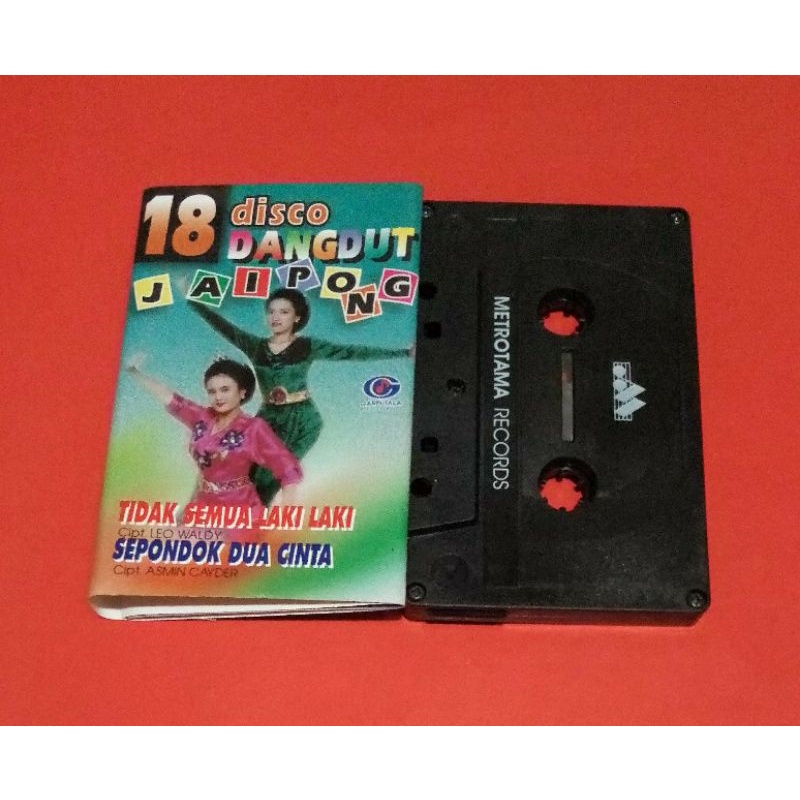 18 disco
DANGDUT
JAIPONG
TIDAK SEMUA LAKI LAKI
Cipt. LEO WALDY
SEPONDOK DUA CINTA
Cipt. ASMIN CAYDER
METROTAMA RECORDS